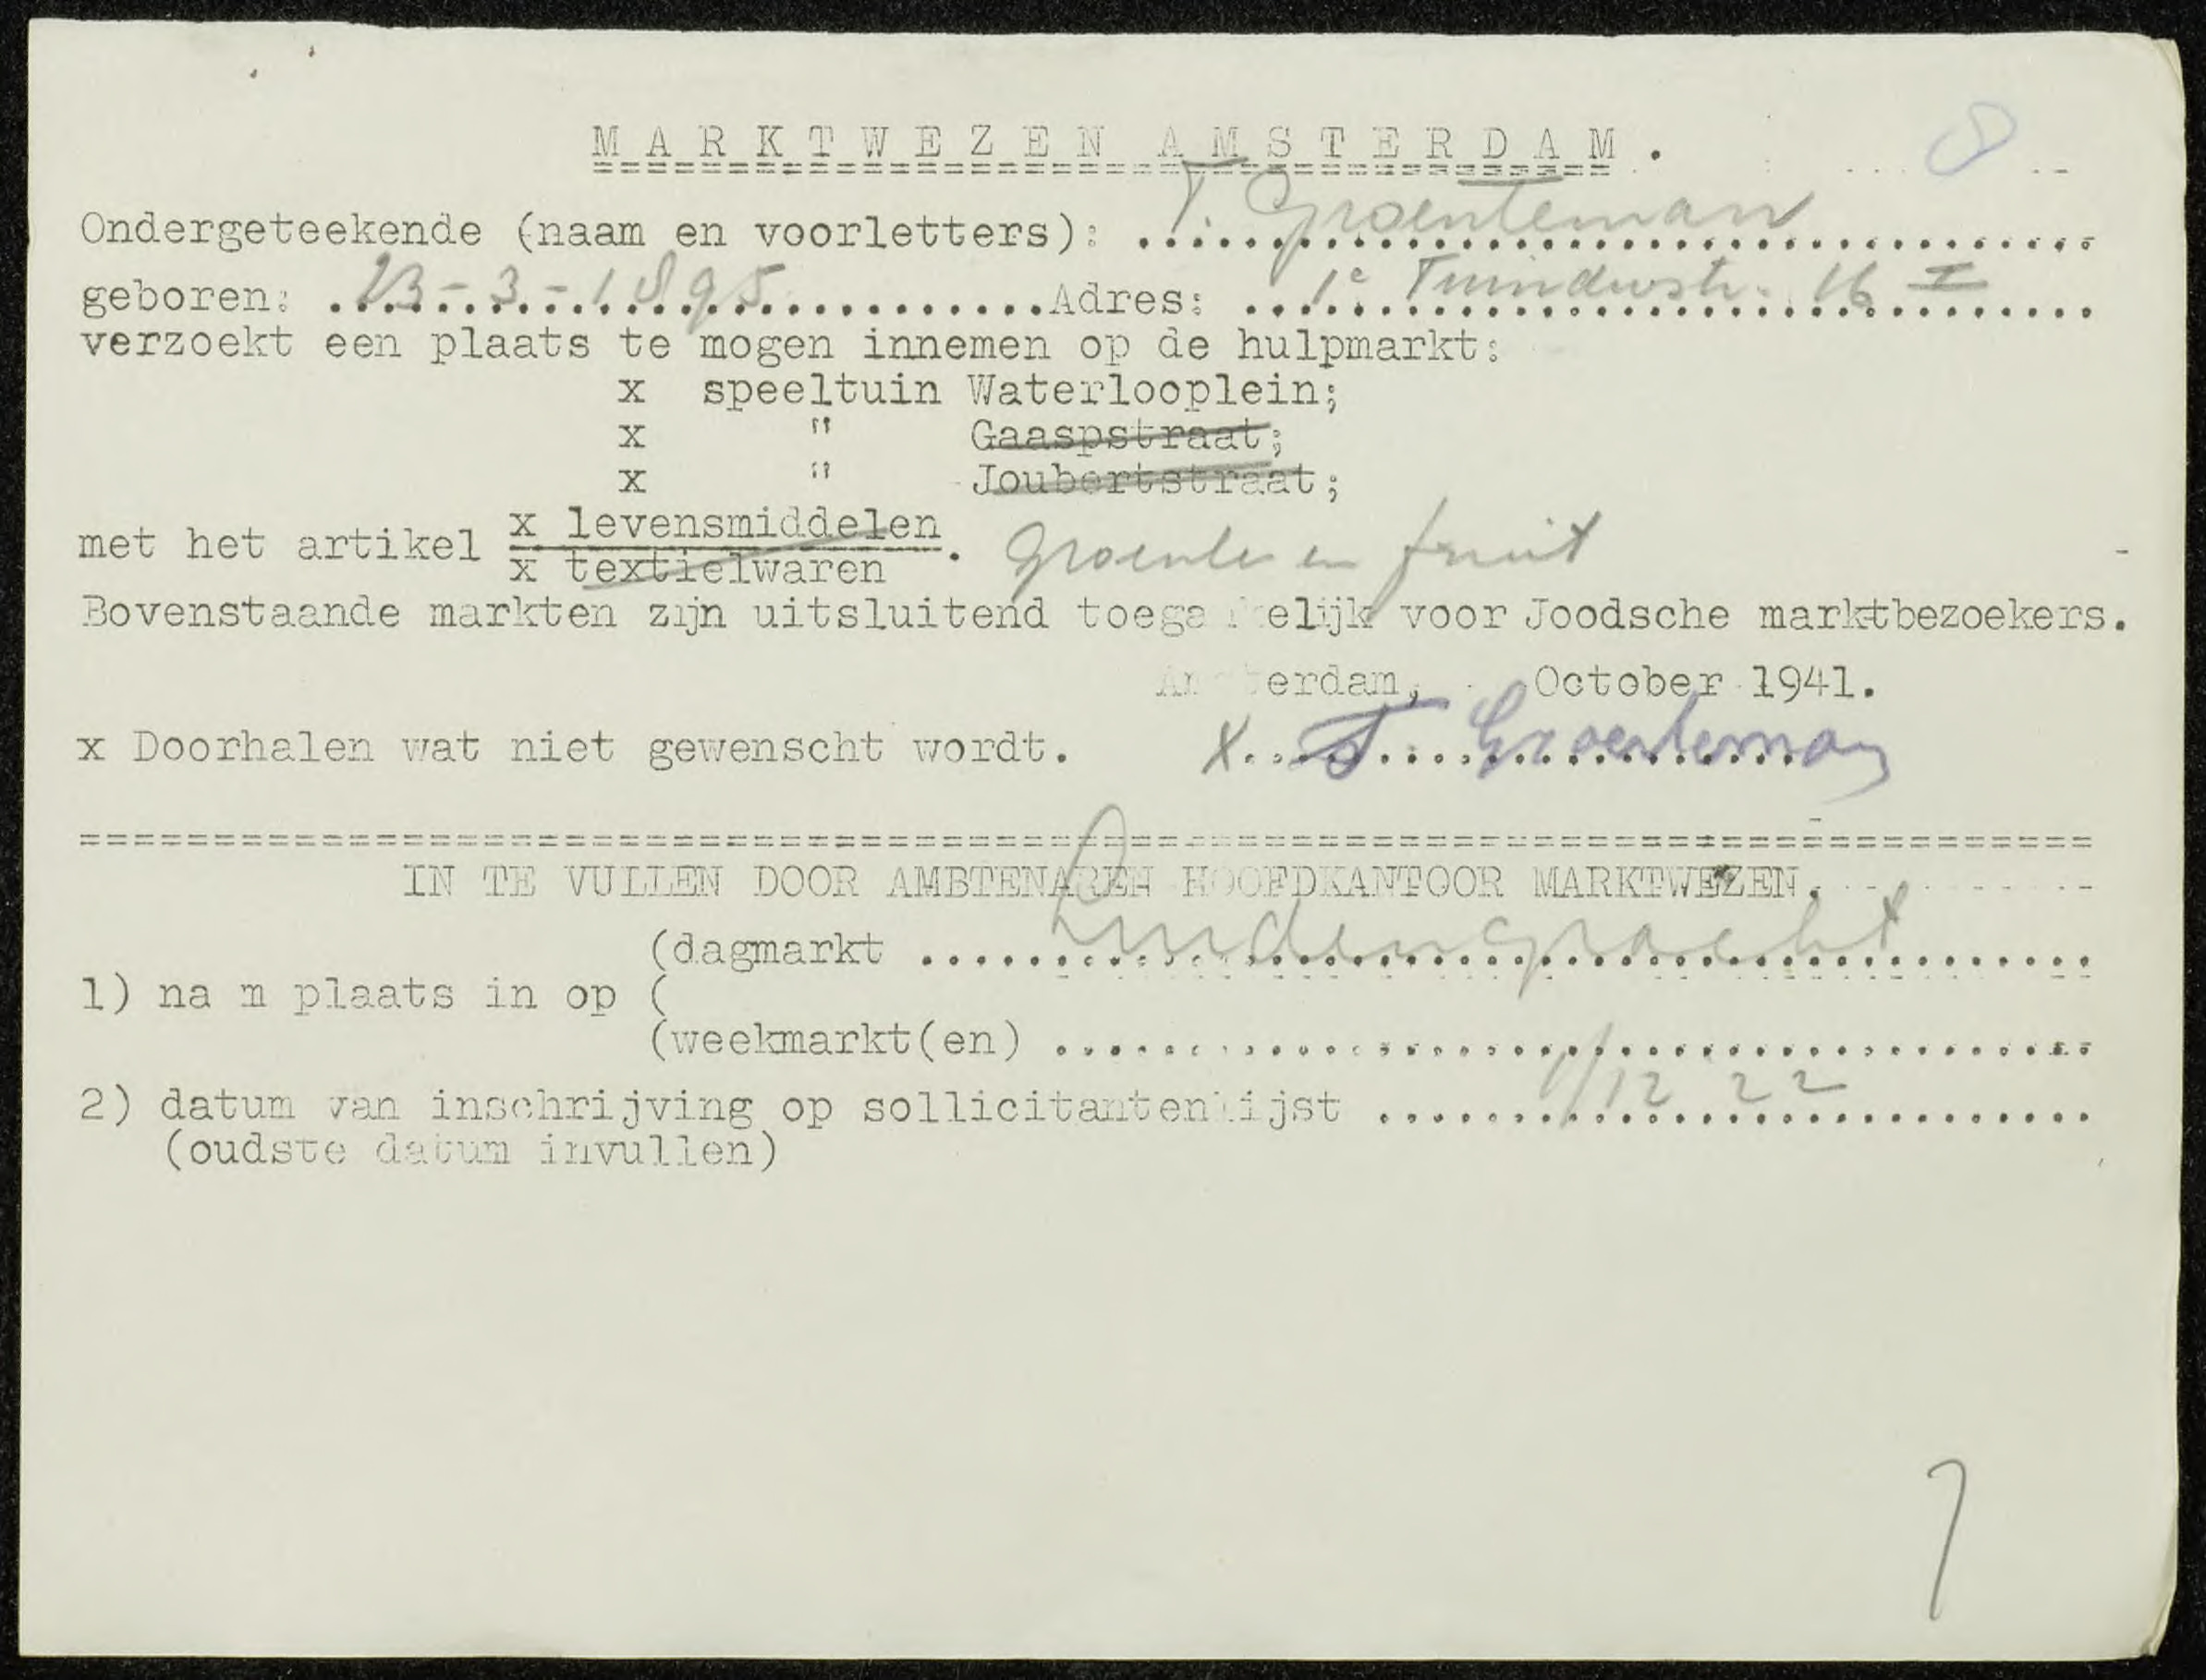 MARKTWEZEN AMSTERDAM.
8
Ondergeteekende (naam en voorletters): T. Groenteman
geboren: 23-3-1895 Adres: 1e Tuindwstr. 16 I
verzoekt een plaats te mogen innemen op de hulpmarkt:
x speeltuin Waterlooplein;
x " Gaaspstraat;
x " Joubertstraat;
met het artikel x levensmiddelen
x textielwaren. groente en fruit
Bovenstaande markten zijn uitsluitend toega kelijk voor Joodsche marktbezoekers.
Amsterdam, October 1941.
x Doorhalen wat niet gewenscht wordt. X T Groenteman
IN TE VULLEN DOOR AMBTENAREN HOOFDKANTOOR MARKTWEZEN.
(dagmarkt Lindengracht
1) na m plaats in op (
(weekmarkt(en)
2) datum van inschrijving op sollicitantenlijst 1/12 22
(oudste datum invullen)
7